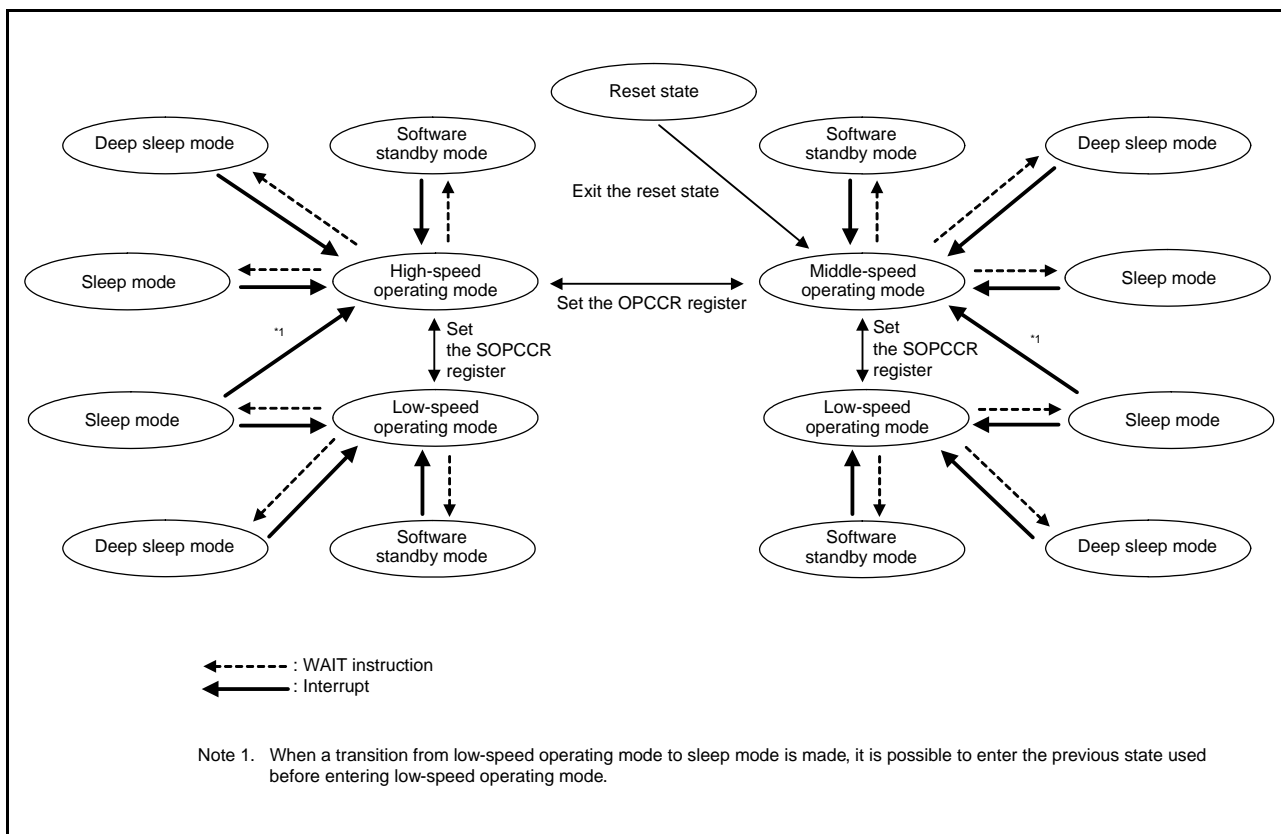 Reset state
Deep sleep mode
Software
standby mode
Software
standby mode
Deep sleep mode
Exit the reset state
Sleep mode
High-speed
operating mode
Middle-speed
operating mode
Sleep mode
Set the OPCCR register
*1
Set
the SOPCCR
register
Set
the SOPCCR
register
*1
Sleep mode
Low-speed
operating mode
Low-speed
operating mode
Sleep mode
Deep sleep mode
Software
standby mode
Software
standby mode
Deep sleep mode
: WAIT instruction
: Interrupt
Note 1. When a transition from low-speed operating mode to sleep mode is made, it is possible to enter the previous state used
before entering low-speed operating mode.